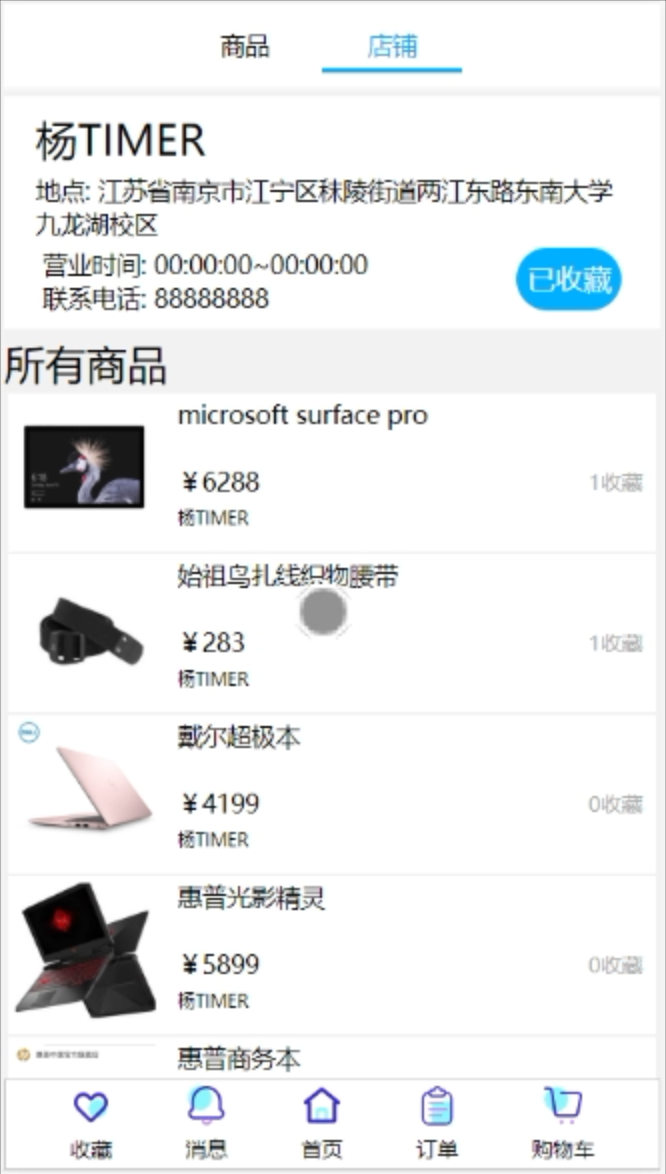 商品 店铺
杨TIMER
地点: 江苏省南京市江宁区秣陵街道两江东路东南大学
九龙湖校区
营业时间: 00:00:00~00:00:00
联系电话: 88888888
已收藏
所有商品
microsoft surface pro
￥6288
1收藏
杨TIMER
始祖鸟扎线织物腰带
￥283
1收藏
杨TIMER
戴尔超极本
￥4199
0收藏
杨TIMER
惠普光影精灵
￥5899
0收藏
杨TIMER
惠普商务本
收藏 消息 首页 订单 购物车